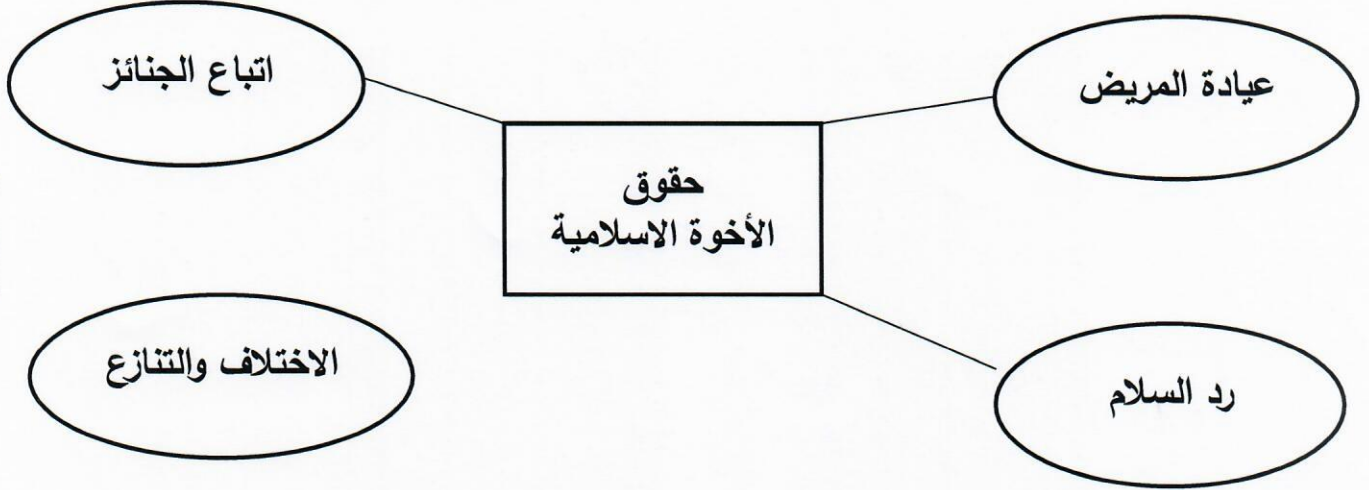 عيادة المريض
اتباع الجنائز
حقوق
الأخوة الاسلامية
رد السلام
الاختلاف والتنازع